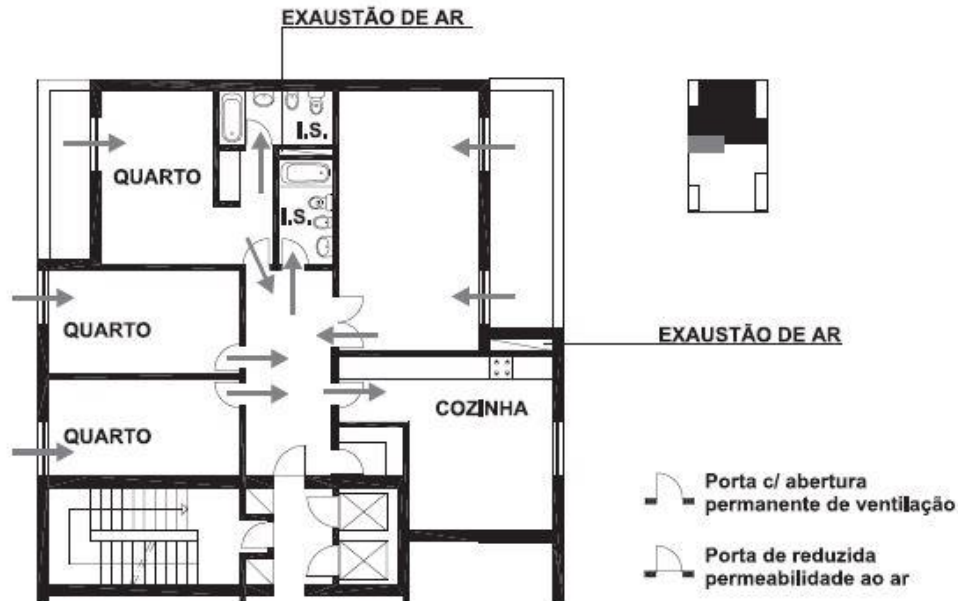 EXAUSTÃO DE AR
I.S.
QUARTO
I.S.
QUARTO
EXAUSTÃO DE AR
COZINHA
QUARTO
Porta c/ abertura
permanente de ventilação
Porta de reduzida
permeabilidade ao ar